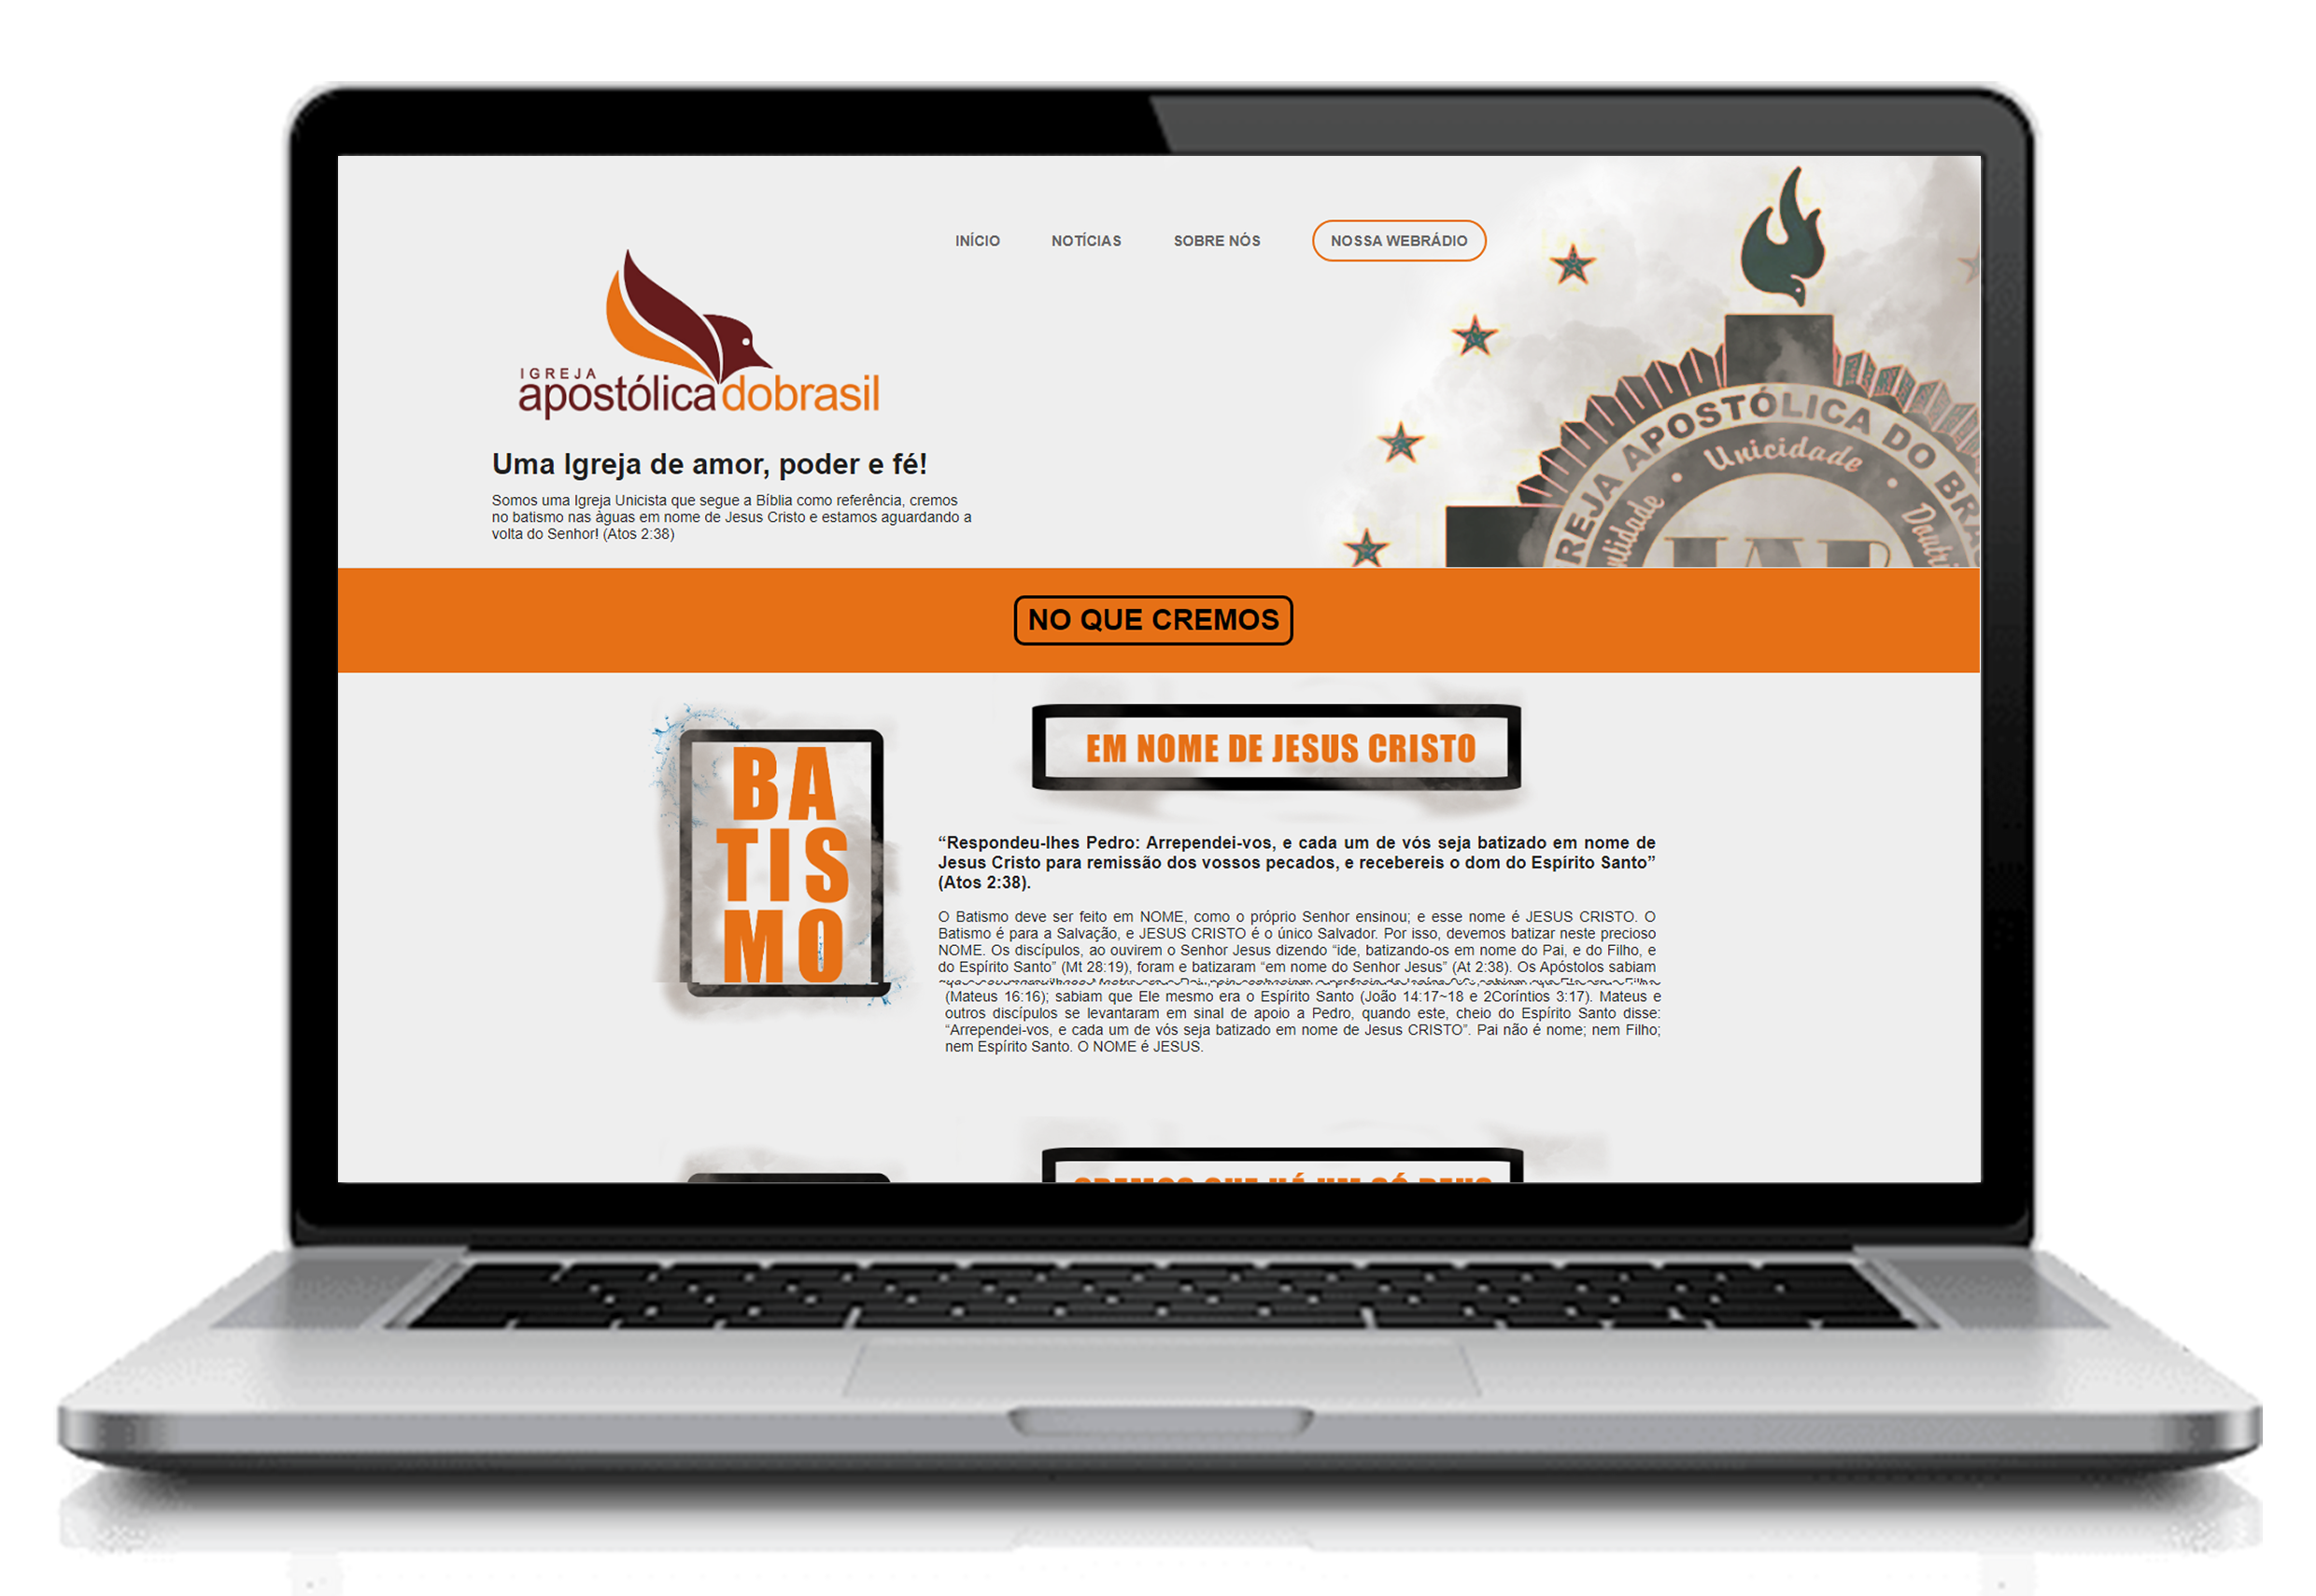 INÍCIO NOTÍCIAS SOBRE NÓS NOSSA WEBRÁDIO
IGREJA
apostólicadobrasil
Uma Igreja de amor, poder e fé!
Somos uma Igreja Unicista que segue a Bíblia como referência, cremos
no batismo nas águas em nome de Jesus Cristo e estamos aguardando a
volta do Senhor! (Atos 2:38)
APOSTÓLICA DO
Unicidade
NO QUE CREMOS
BA
TIS
MO
EM NOME DE JESUS CRISTO
“Respondeu-lhes Pedro: Arrependei-vos, e cada um de vós seja batizado em nome de
Jesus Cristo para remissão dos vossos pecados, e recebereis o dom do Espírito Santo”
(Atos 2:38).
O Batismo deve ser feito em NOME, como o próprio Senhor ensinou; e esse nome é JESUS CRISTO. O
Batismo é para a Salvação, e JESUS CRISTO é o único Salvador. Por isso, devemos batizar neste precioso
NOME. Os discípulos, ao ouvirem o Senhor Jesus dizendo “ide, batizando-os em nome do Pai, e do Filho, e
do Espírito Santo” (Mt 28:19), foram e batizaram “em nome do Senhor Jesus” (At 2:38). Os Apóstolos sabiam
(Mateus 16:16); sabiam que Ele mesmo era o Espírito Santo (João 14:17~18 e 2Coríntios 3:17). Mateus e
outros discípulos se levantaram em sinal de apoio a Pedro, quando este, cheio do Espírito Santo disse:
“Arrependei-vos, e cada um de vós seja batizado em nome de Jesus CRISTO”. Pai não é nome; nem Filho;
nem Espírito Santo. O NOME é JESUS.